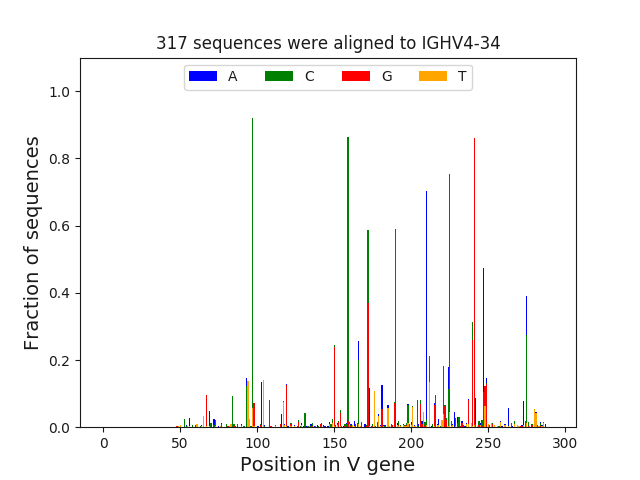 317 sequences were aligned to IGHV4-34
A C G T
1.0
0.8
0.6
0.4
0.2
0.0
Fraction of sequences
0 50 100 150 200 250 300
Position in V gene